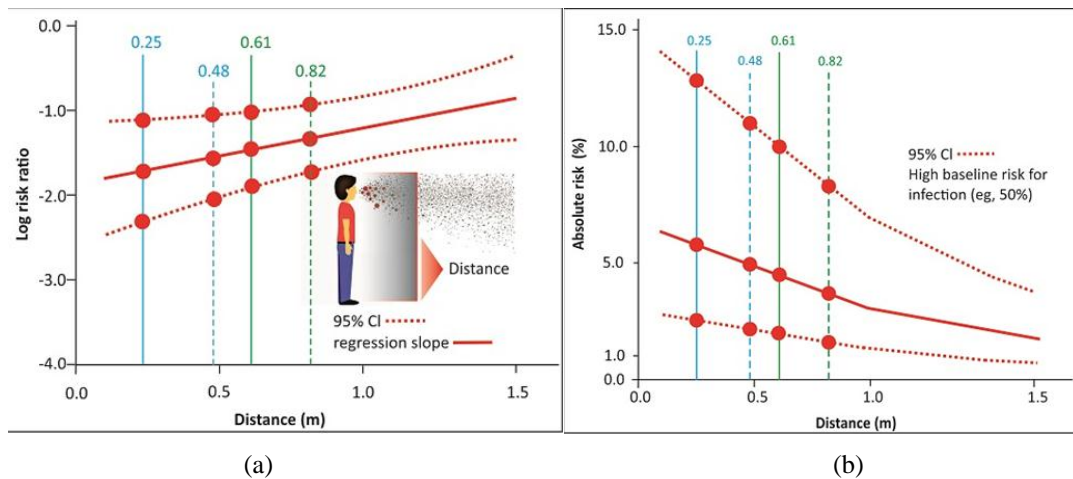 0.0
-1.0
-2.0
-3.0
-4.0
Log risk ratio
0.25
0.48
0.61
0.82
Distance
95% CI
regression slope
0.0
0.5
1.0
1.5
Distance (m)
(a)
15.0
10.0
5.0
1.0
0.0
Absolute risk (%)
0.25
0.48
0.61
0.82
95% CI
High baseline risk for
infection (eg, 50%)
0.0
0.5
1.0
1.5
Distance (m)
(b)